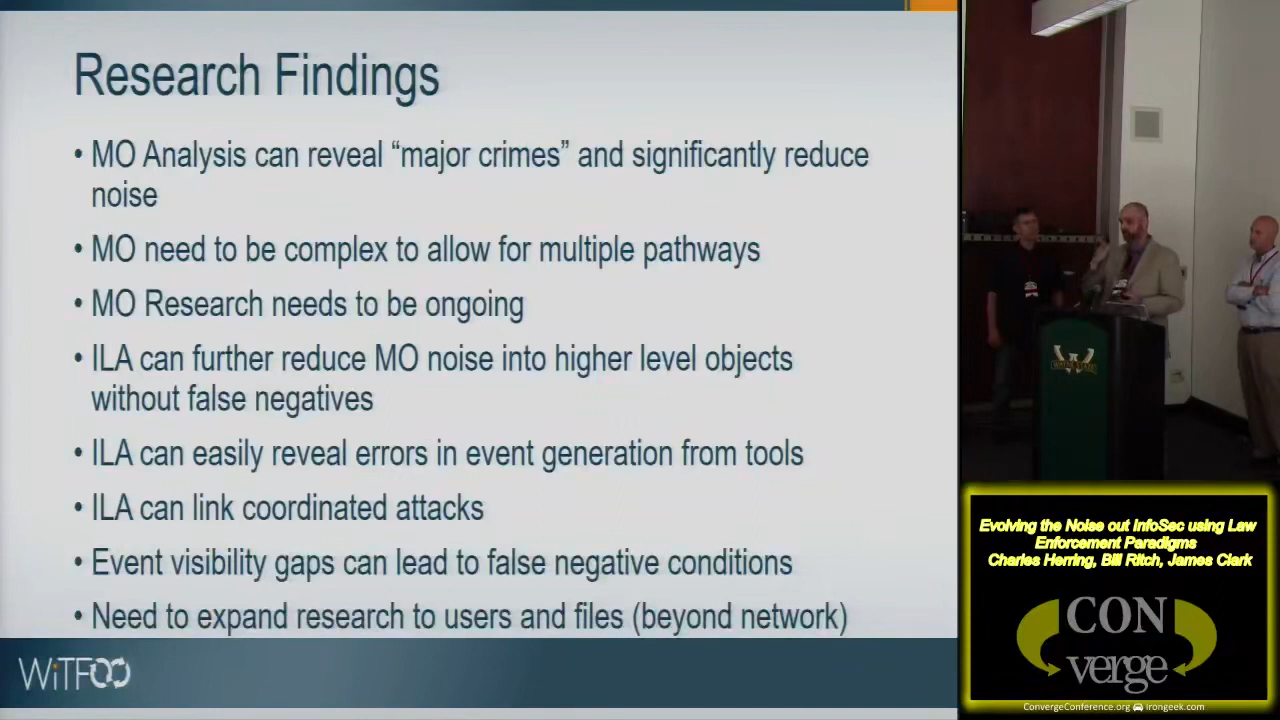 Research Findings
• MO Analysis can reveal “major crimes” and significantly reduce
noise
• MO need to be complex to allow for multiple pathways
• MO Research needs to be ongoing
• ILA can further reduce MO noise into higher level objects
without false negatives
• ILA can easily reveal errors in event generation from tools
• ILA can link coordinated attacks
• Event visibility gaps can lead to false negative conditions
• Need to expand research to users and files (beyond network)
WiTFOO
Evolving the Noise out InfoSec using Law
Enforcement Paradigms
Charles Herring, Bill Ritch, James Clark
CON
verge
ConvergeConference.org irongeek.com